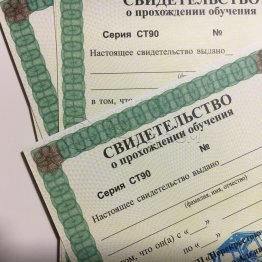 СВИДЕТЕЛЬСТВО
о прохождении обучения
Серия СТ90 №
Настоящее свидетельство выдано
в том, что
СВИДЕТЕЛЬСТВО
о прохождении обучения
Серия СТ90 №
Настоящее свидетельство выдано
(фамилия, имя, отчество)
в том, что он(а) с « »
по «